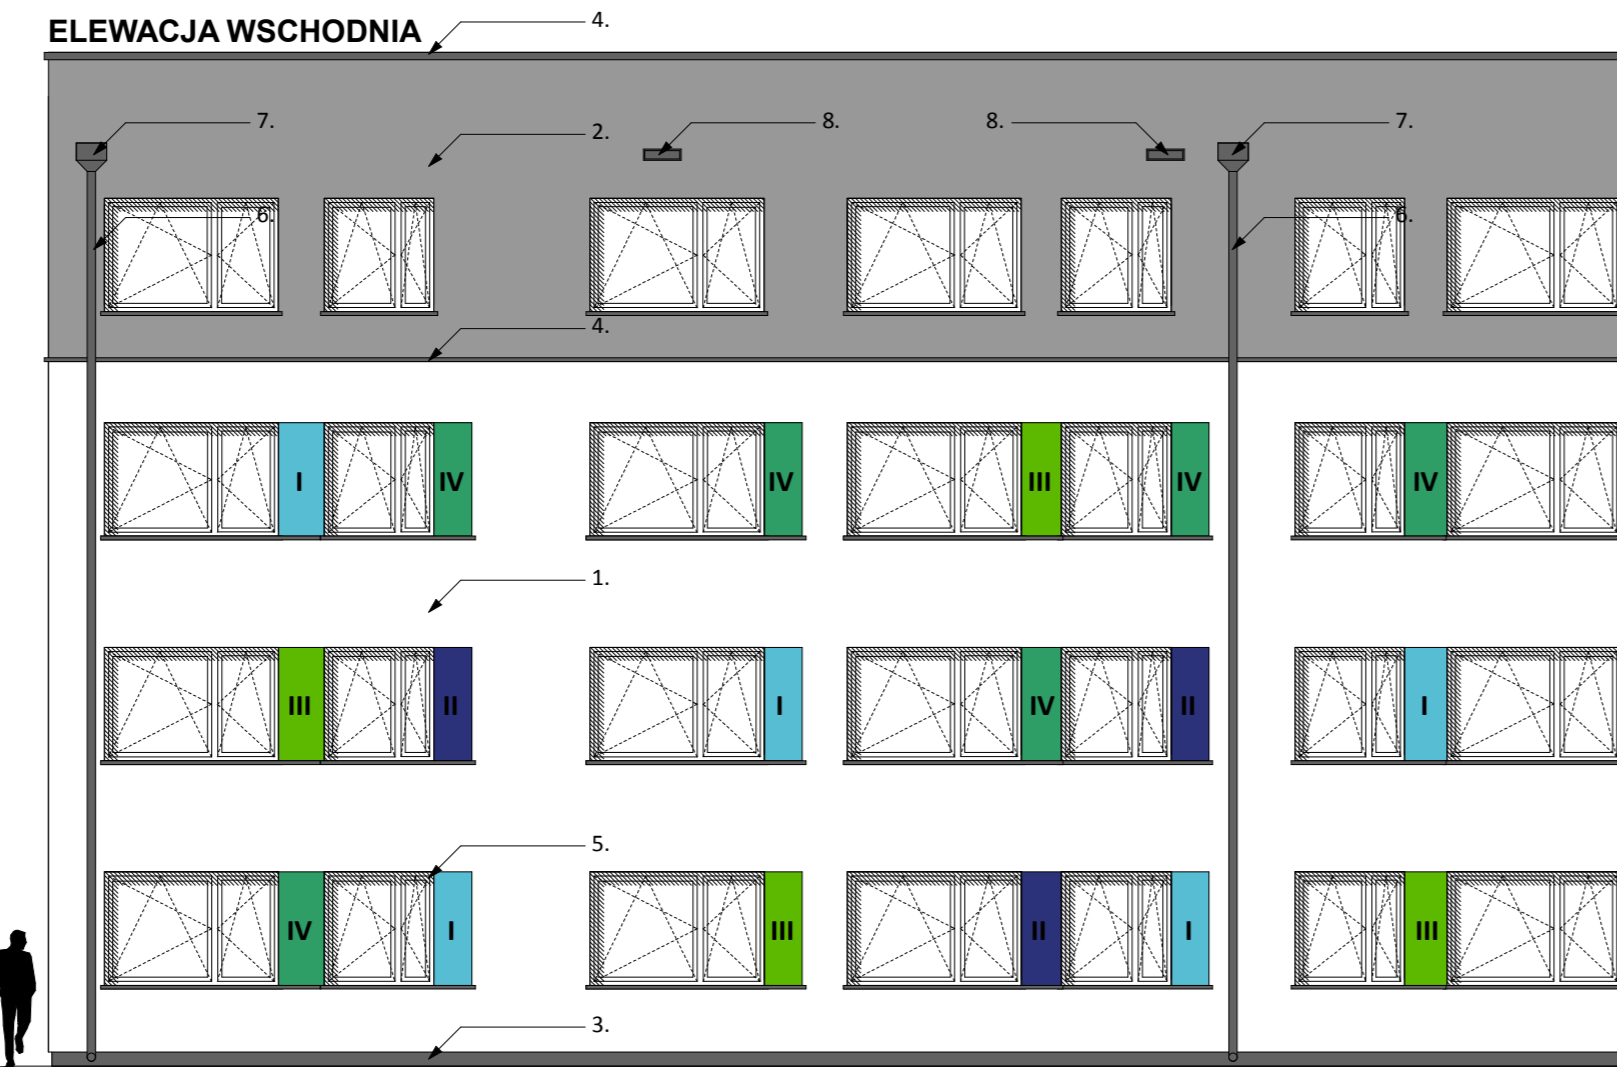 4.
ELEWACJA WSCHODNIA
7. 2. 8. 8. 7.
6. 6.
4.
I IV IV III IV IV
1.
III II I IV II I
5.
IV I III II I III
3.